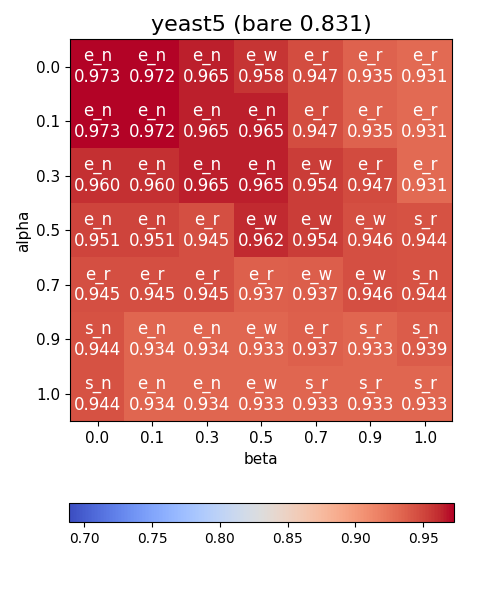 yeast5 (bare 0.831)
e_n e_n e_n e_w e_r e_r e_r
0.0 0.973 0.972 0.965 0.958 0.947 0.935 0.931
e_n e_n e_n e_n e_r e_r e_r
0.1 0.973 0.972 0.965 0.965 0.947 0.935 0.931
e_n e_n e_n e_n e_w e_r e_r
0.3 0.960 0.960 0.965 0.965 0.954 0.947 0.931
e_n e_n e_r e_w e_w e_w s_r
0.5 0.951 0.951 0.945 0.962 0.954 0.946 0.944
e_r e_r e_r e_r e_w e_w s_n
0.7 0.945 0.945 0.945 0.937 0.937 0.946 0.944
s_n e_n e_n e_w e_r s_r s_n
0.9 0.944 0.934 0.934 0.933 0.937 0.933 0.939
s_n e_n e_n e_w s_r s_r s_r
1.0 0.944 0.934 0.934 0.933 0.933 0.933 0.933
alpha
0.0 0.1 0.3 0.5 0.7 0.9 1.0
beta
0.70 0.75 0.80 0.85 0.90 0.95